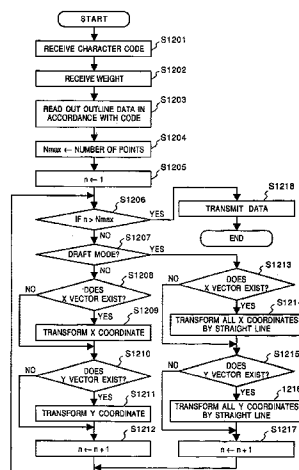 START
S1201
RECEIVE CHARACTER CODE
S1202
RECEIVE WEIGHT
S1203
READ OUT OUTLINE DATA IN
ACCORDANCE WITH CODE
S1204
Nmax ← NUMBER OF POINTS
S1205
n ← 1
S1206
IF n > Nmax
YES
NO
S1218
TRANSMIT DATA
END
S1207
DRAFT MODE?
YES
NO
S1208
NO
DOES
X VECTOR EXIST?
YES
S1209
TRANSFORM X COORDINATE
S1210
NO
DOES
Y VECTOR EXIST?
YES
S1211
TRANSFORM Y COORDINATE
S1212
n ← n + 1
S1213
NO
DOES
X VECTOR EXIST?
YES
S1214
TRANSFORM ALL X COORDINATES
BY STRAIGHT LINE
S1215
NO
DOES
Y VECTOR EXIST?
YES
1216
TRANSFORM ALL Y COORDINATES
BY STRAIGHT LINE
S1217
n ← n + 1